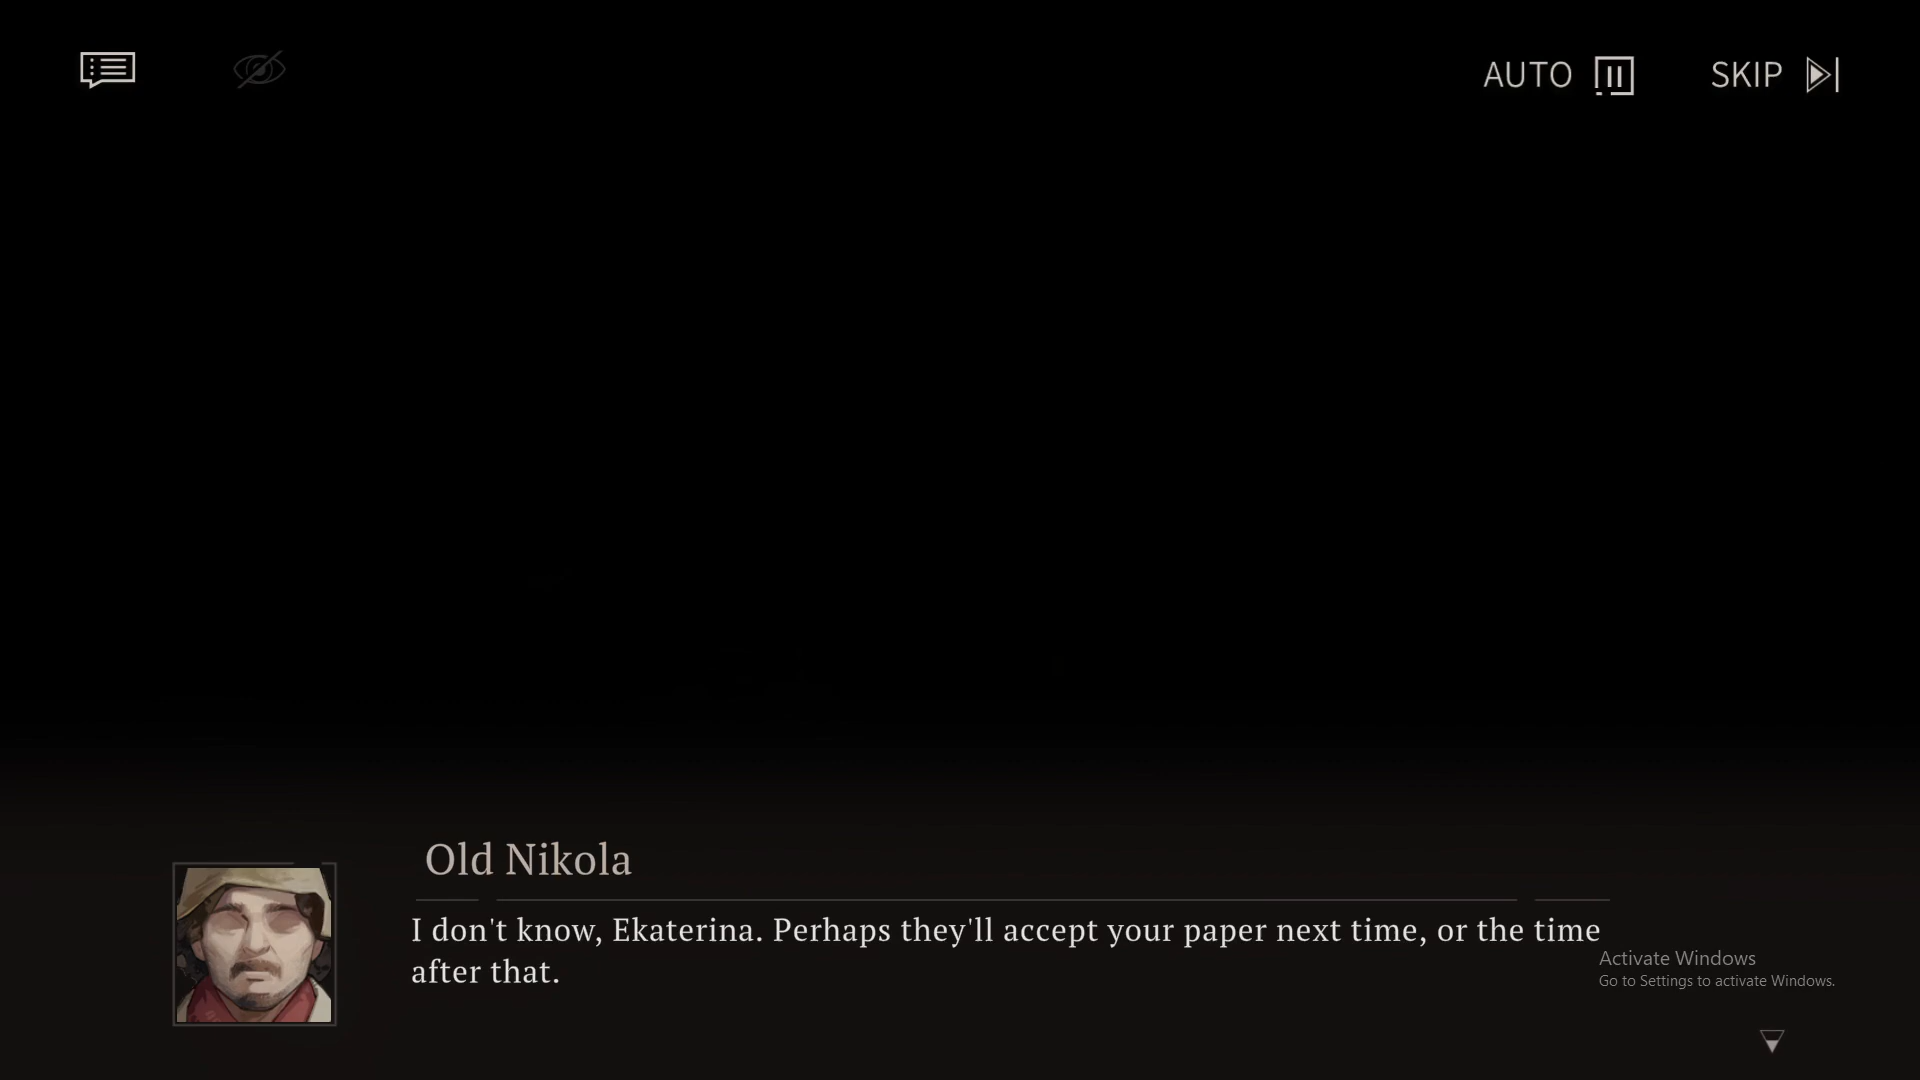 AUTO
SKIP
Old Nikola
I don't know, Ekaterina. Perhaps they'll accept your paper next time, or the time
after that.
Activate Windows
Go to Settings to activate Windows.